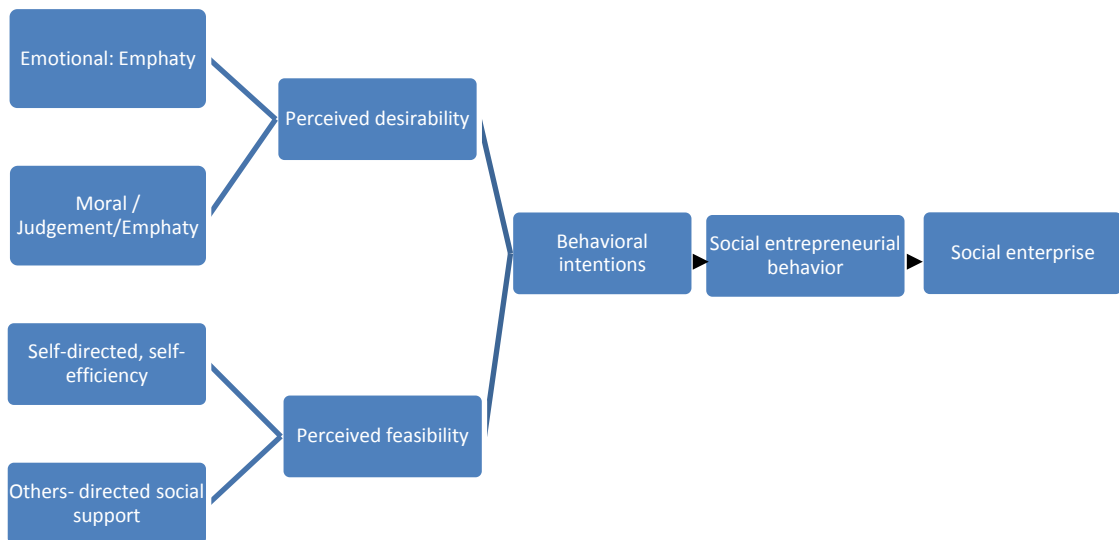 Emotional: Emphaty
Perceived desirability
Moral /
Judgement/Emphaty
Behavioral
intentions
Social entrepreneurial
behavior
Social enterprise
Self-directed, self-
efficiency
Perceived feasibility
Others- directed social
support